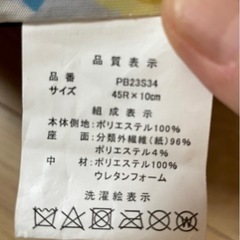 品質表示
品番 PB23S34
サイズ 45R×10cm
組成表示
本体側地：ポリエステル100%
座面：分類外繊維(紙)96%
ポリエステル4%
中材：ポリエステル100%
ウレタンフォーム
洗濯絵表示